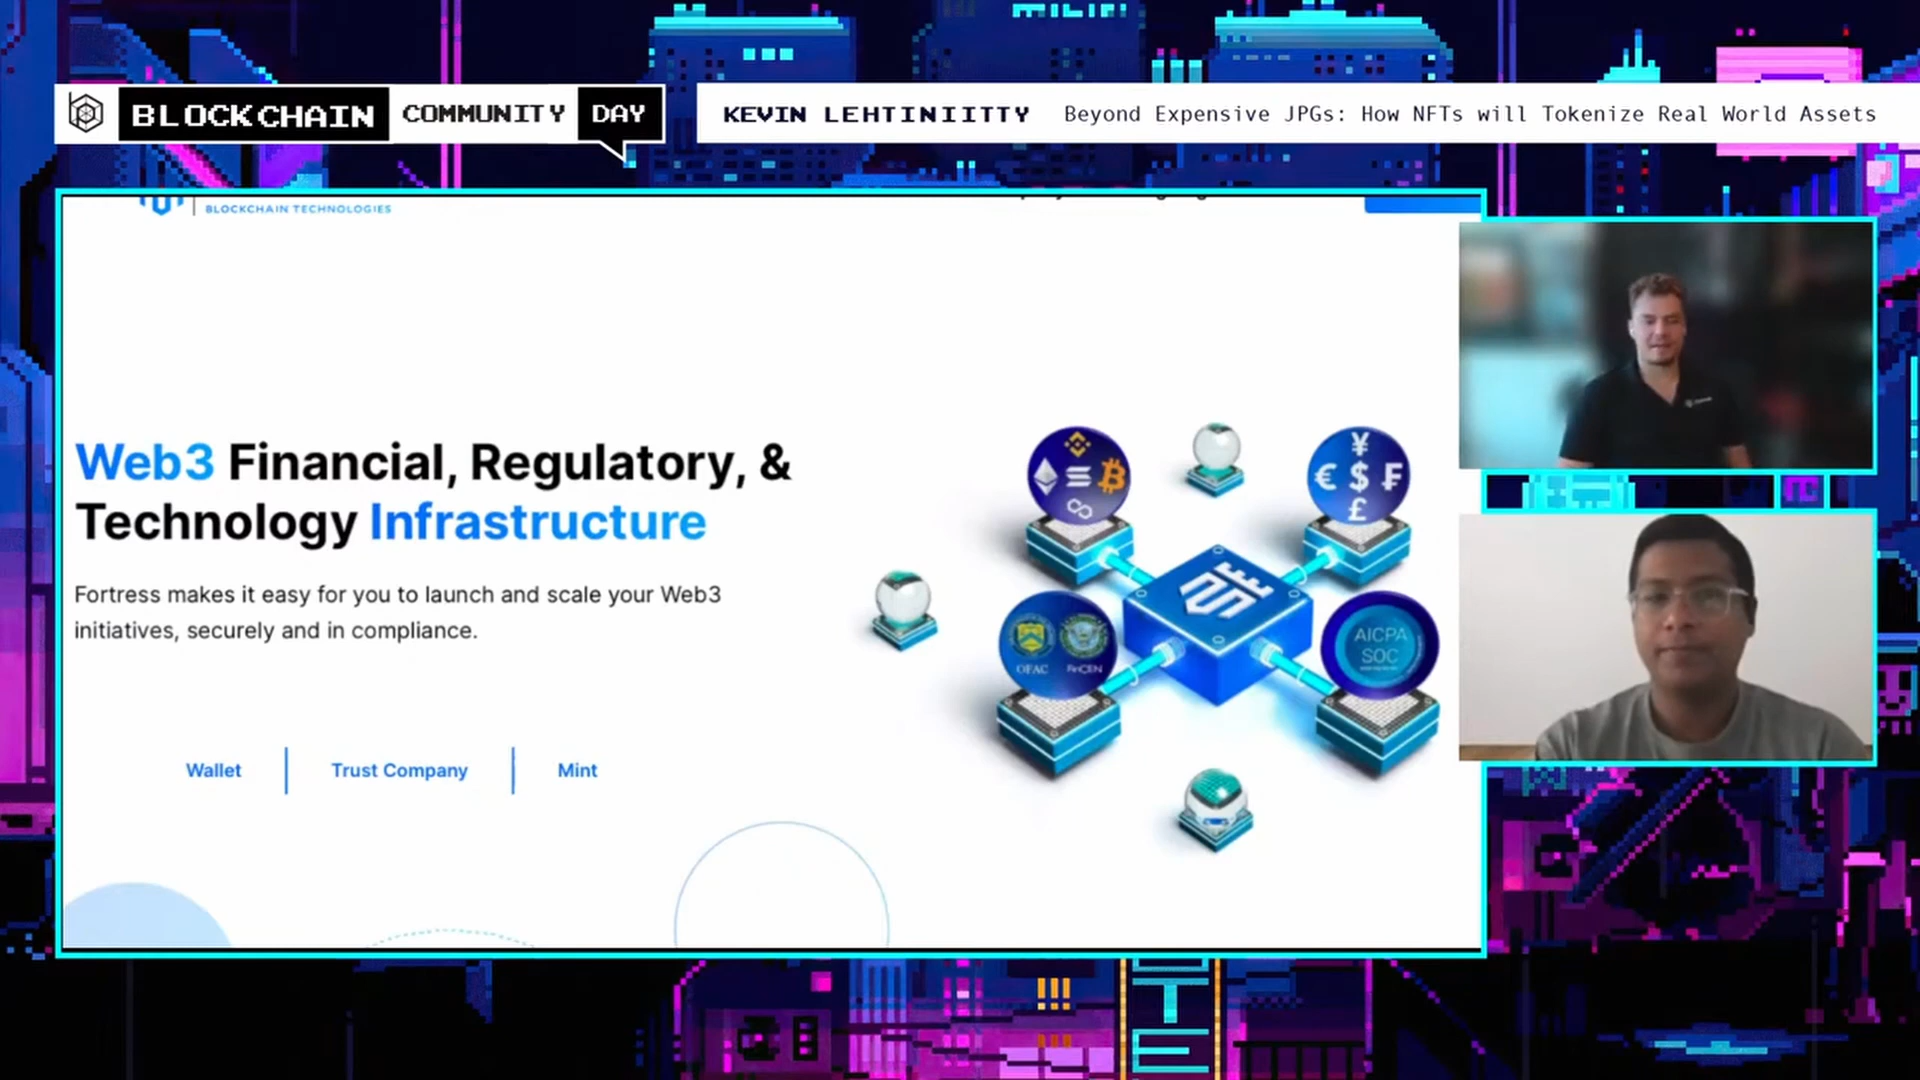 BLOCKCHAIN COMMUNITY DAY
KEVIN LEHTINIITTY Beyond Expensive JPGs: How NFTs will Tokenize Real World Assets
BLOCKCHAIN TECHNOLOGIES
Web3 Financial, Regulatory, &
Technology Infrastructure
Fortress makes it easy for you to launch and scale your Web3
initiatives, securely and in compliance.
Wallet
Trust Company
Mint
¥
€ $ ₣
£
OFAC
FinCEN
AICPA
SOC
T
E